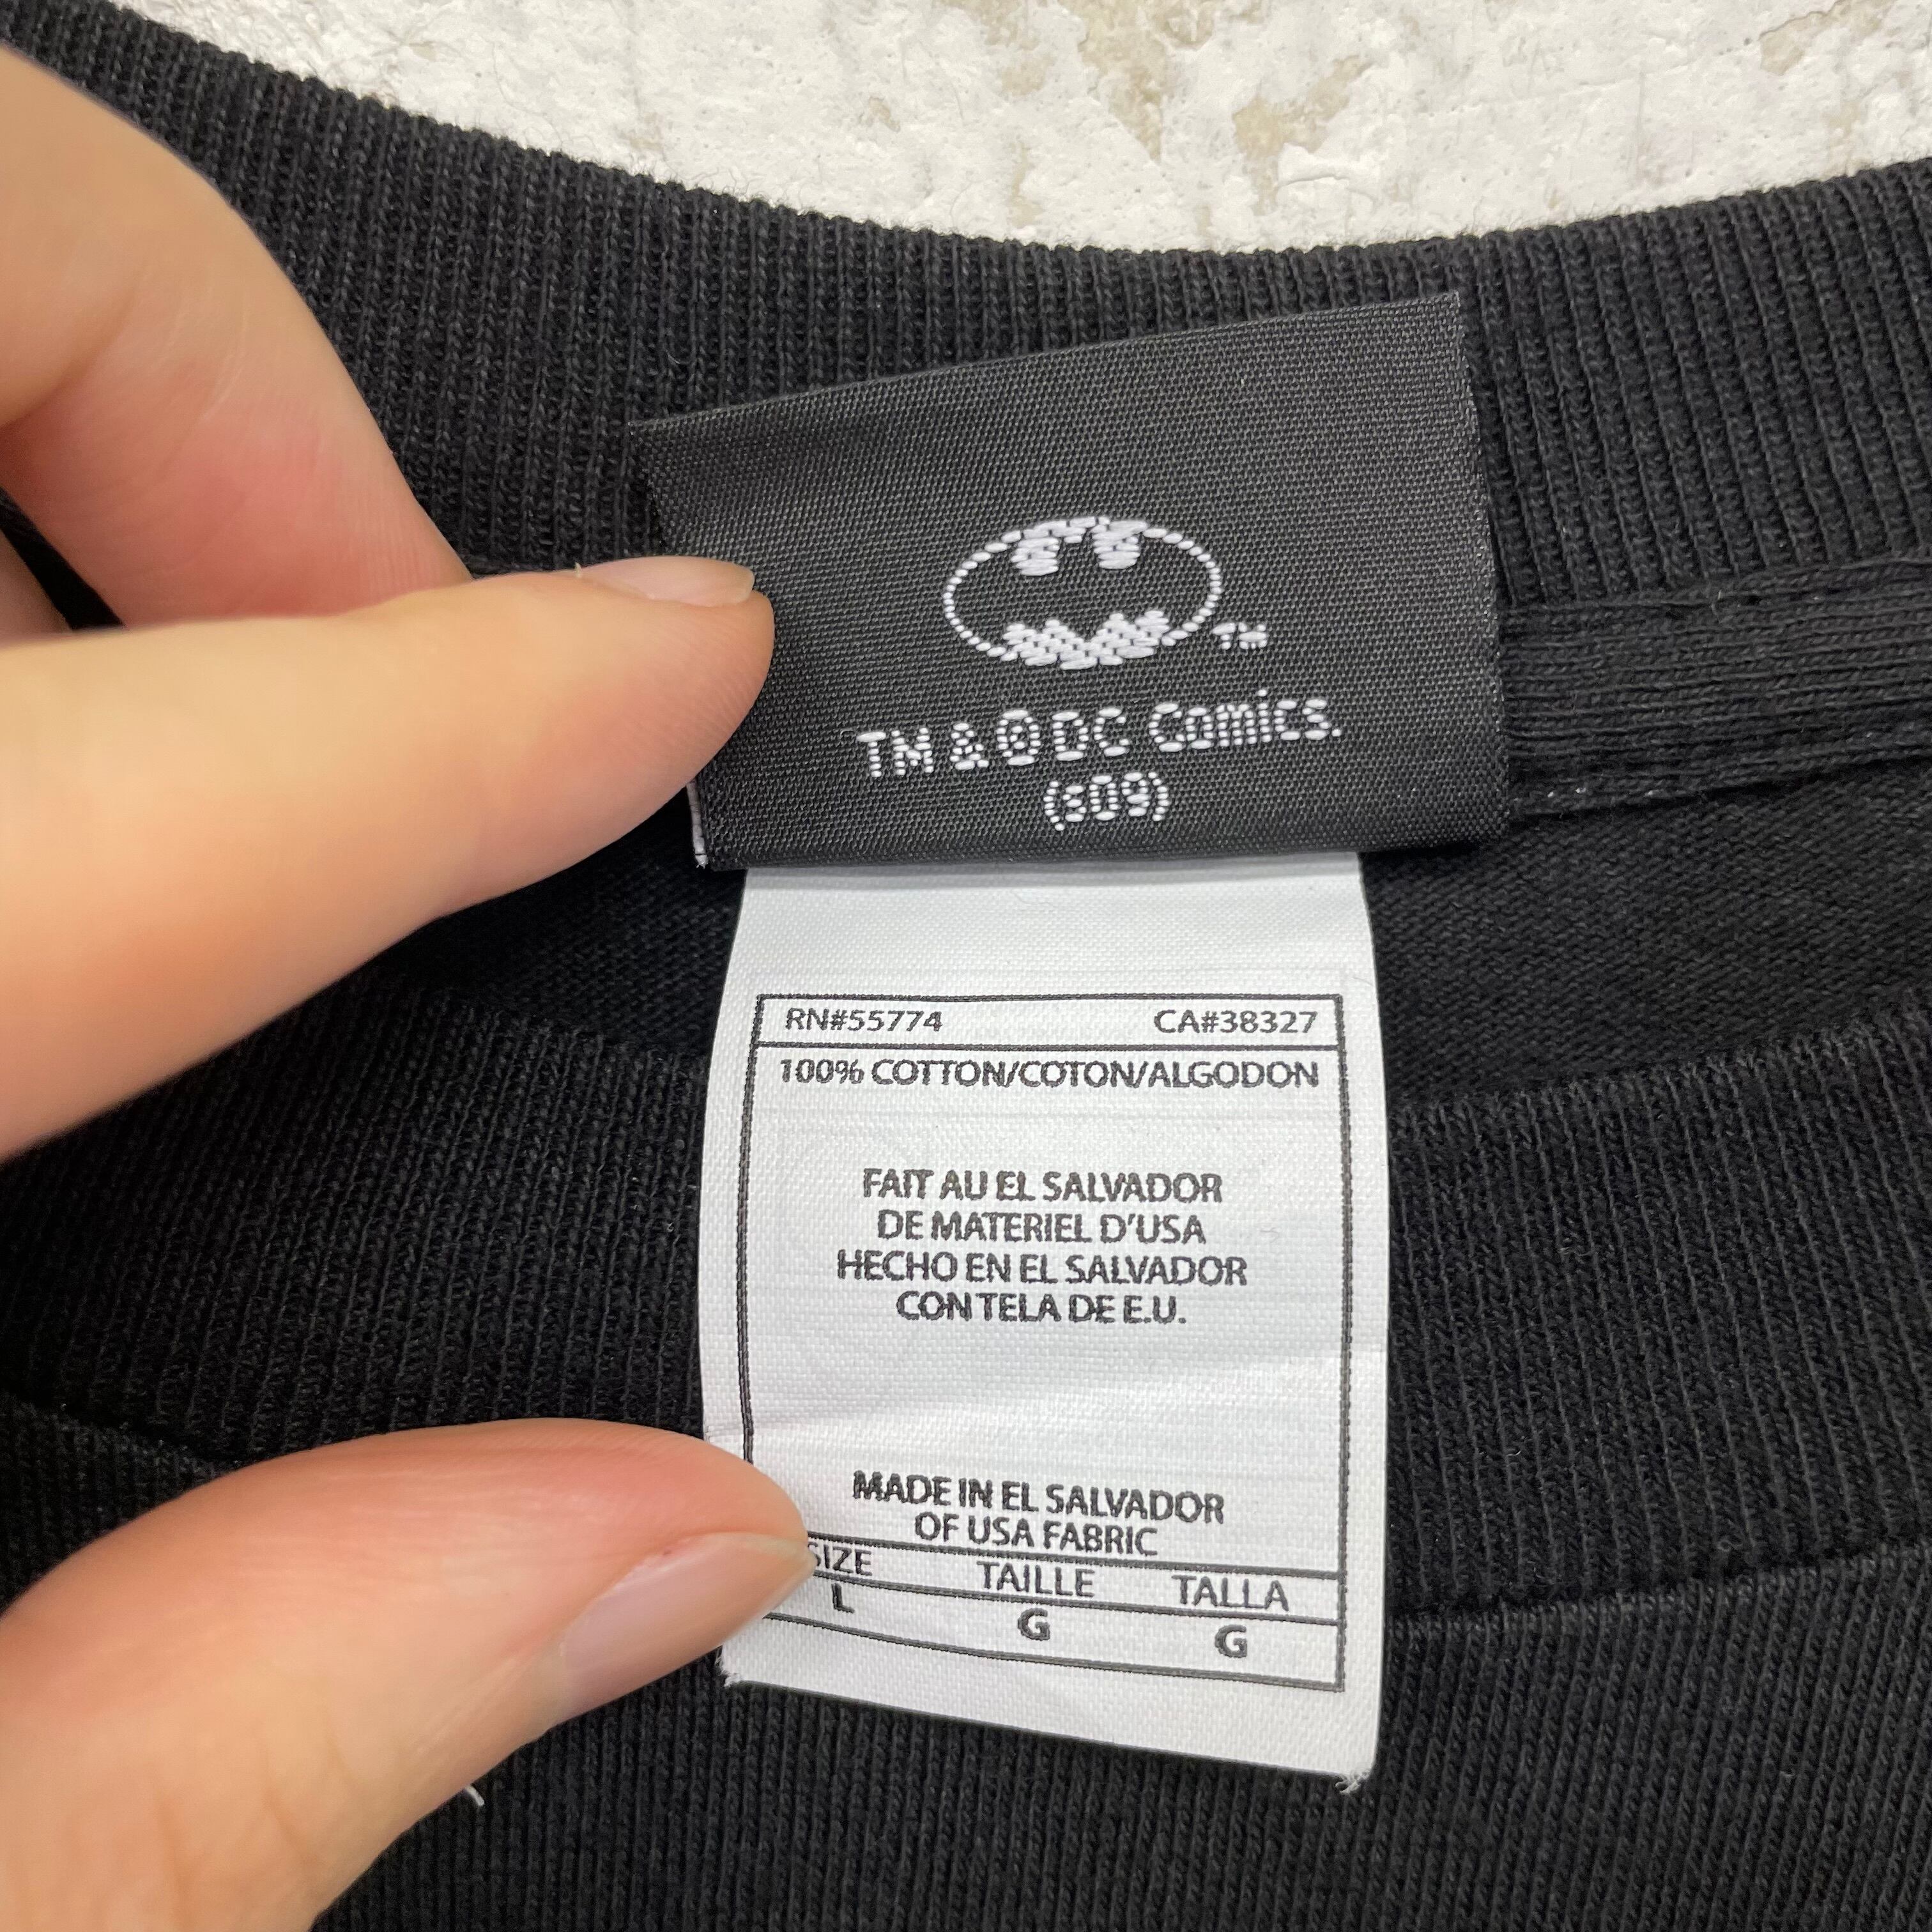 TM
TM & © DC Comics.
(s09)
RN#55774 CA#38327
100% COTTON/COTON/ALGODON
FAIT AU EL SALVADOR
DE MATERIEL D'USA
HECHO EN EL SALVADOR
CON TELA DE E.U.
MADE IN EL SALVADOR
OF USA FABRIC
SIZE TAILLE TALLA
L G G